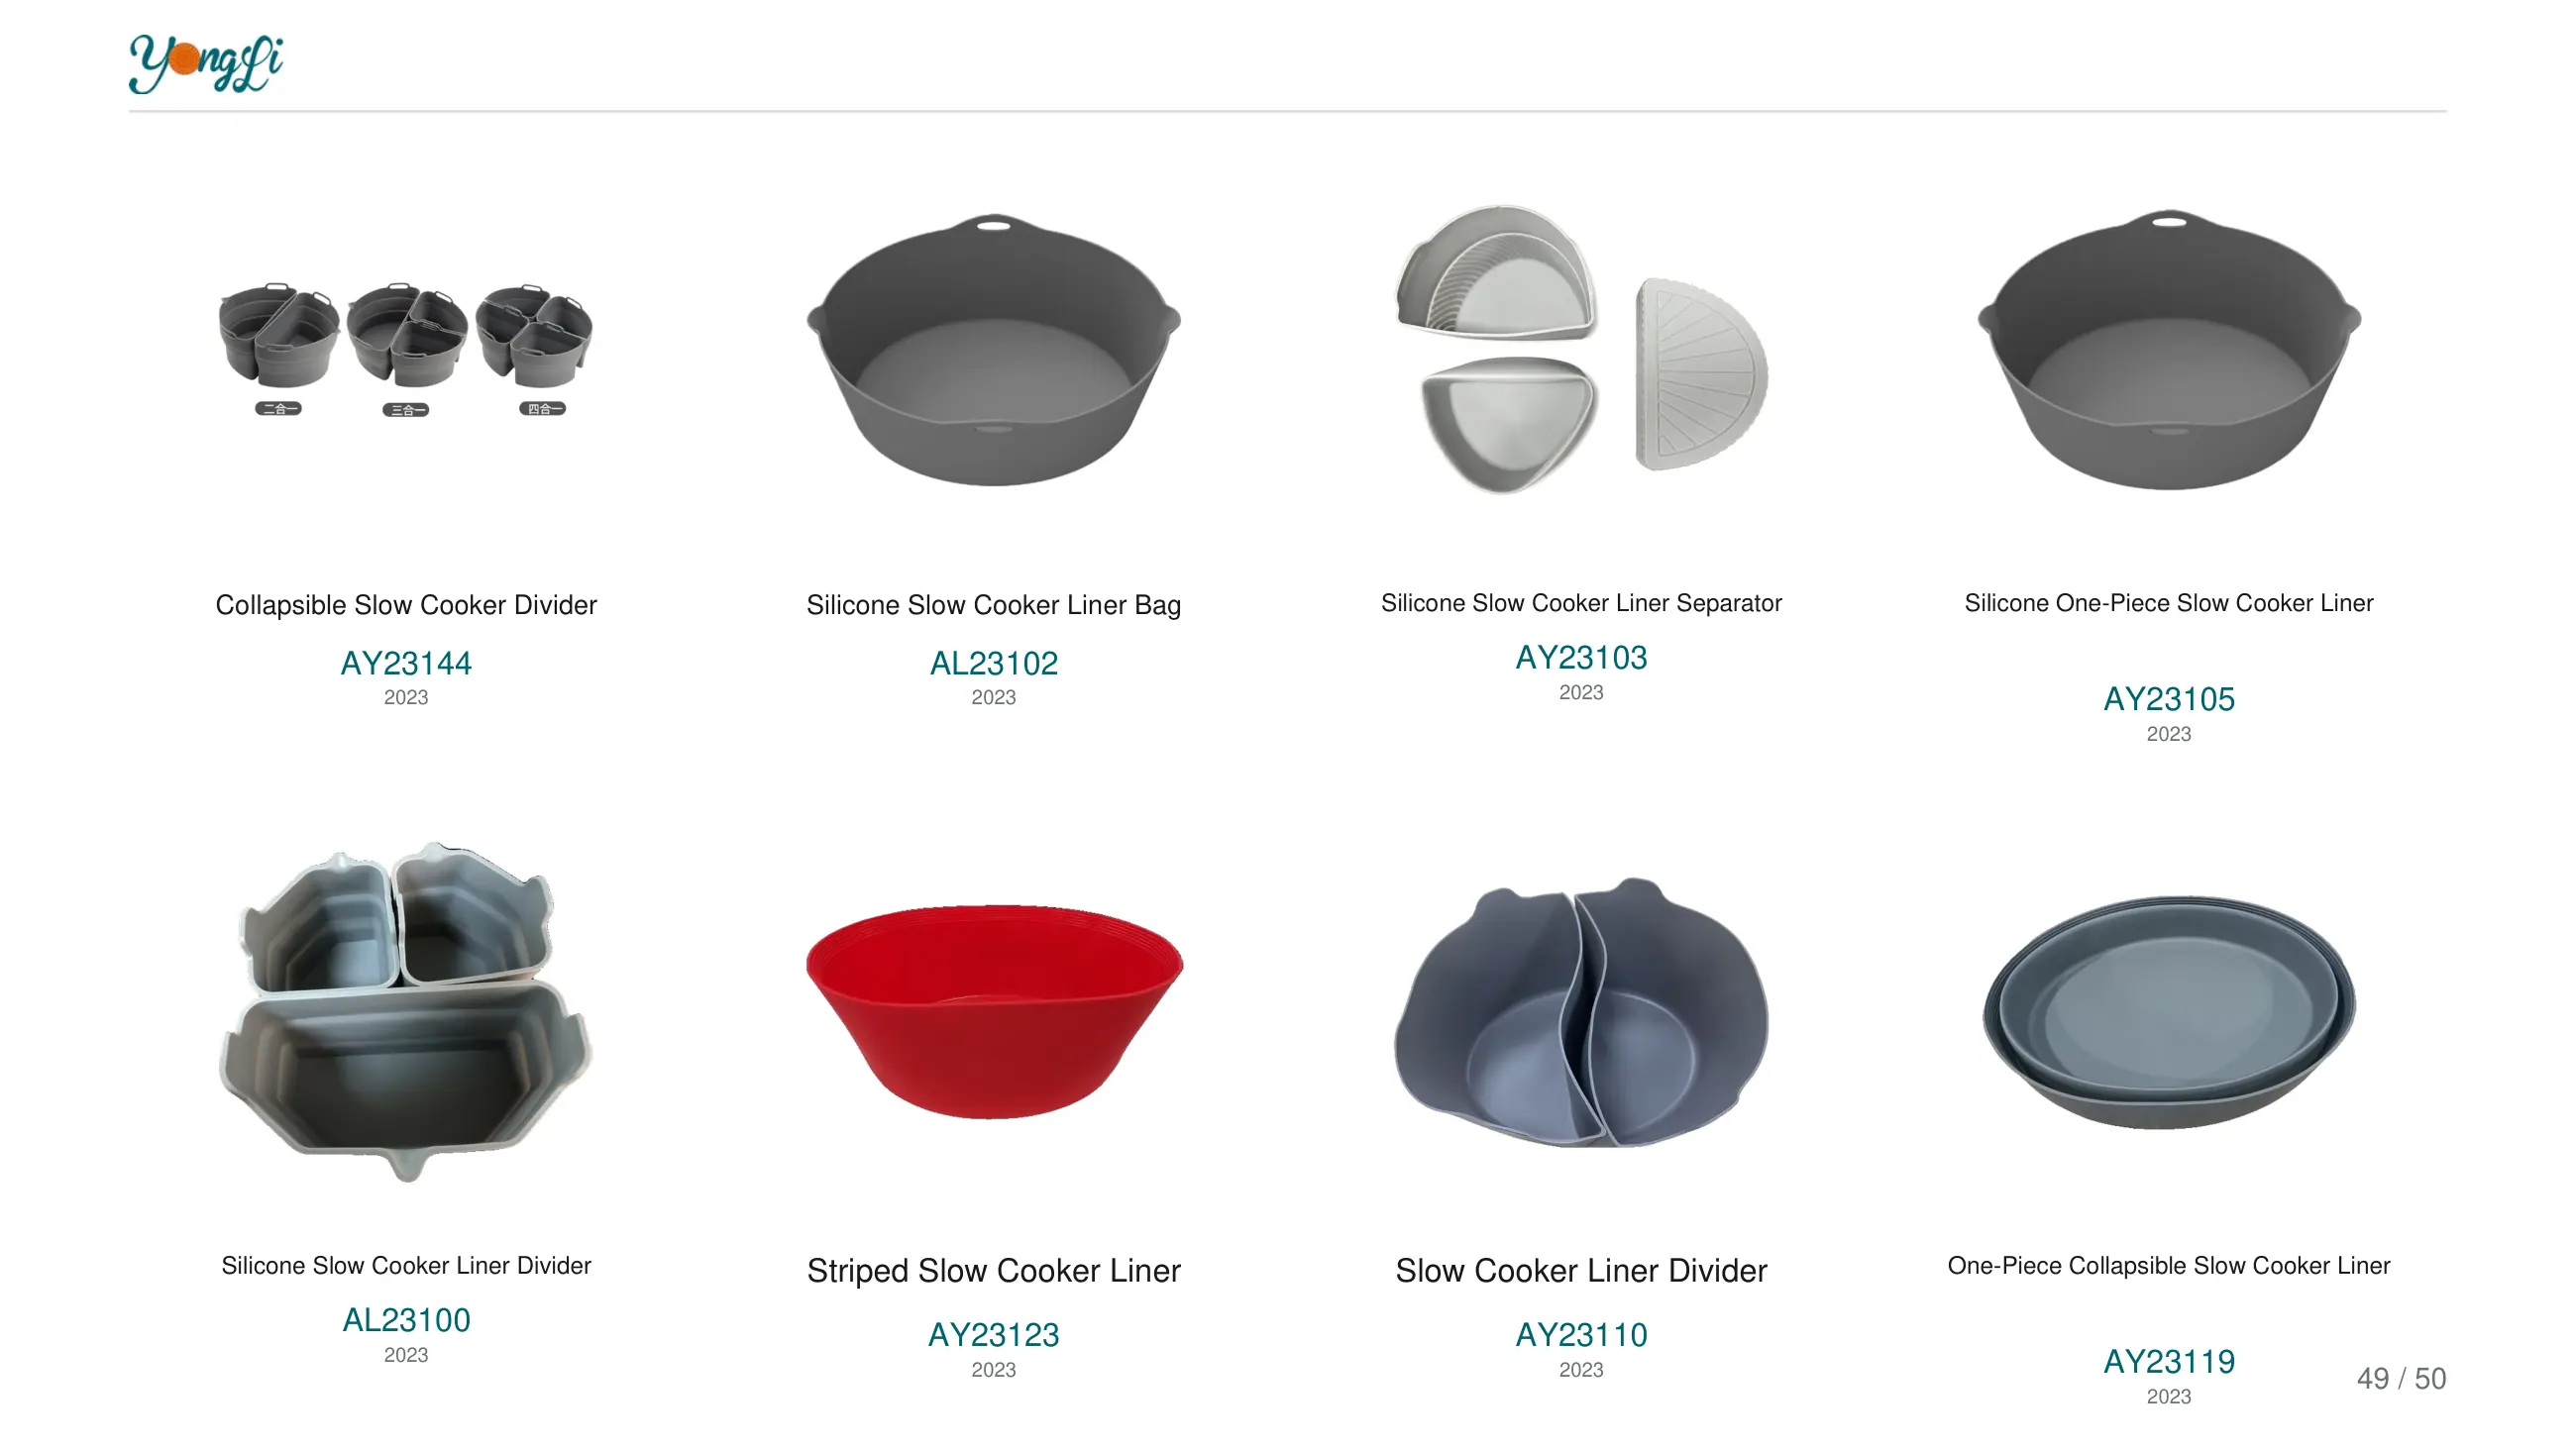 YongLi
二合一
三合一
四合一
Collapsible Slow Cooker Divider
AY23144
2023
Silicone Slow Cooker Liner Bag
AL23102
2023
Silicone Slow Cooker Liner Separator
AY23103
2023
Silicone One-Piece Slow Cooker Liner
AY23105
2023
Silicone Slow Cooker Liner Divider
AL23100
2023
Striped Slow Cooker Liner
AY23123
2023
Slow Cooker Liner Divider
AY23110
2023
One-Piece Collapsible Slow Cooker Liner
AY23119
2023
49 / 50